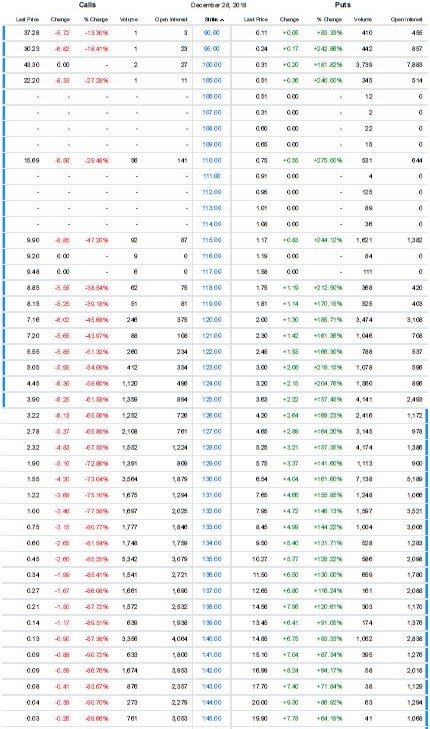 Calls December 28, 2018 Puts
Last Price Change % Change Volume Open Interest Strike Last Price Change % Change Volume Open Interest
37.28 -5.72 -13.30% 1 3 90.00 0.11 +0.05 +83.33% 410 455
30.23 -6.82 -18.41% 1 23 95.00 0.24 +0.17 +242.86% 442 857
43.30 0.00 - 2 27 100.00 0.31 +0.20 +181.82% 3,739 7,883
22.20 -8.33 -27.28% 1 11 105.00 0.51 +0.36 +240.00% 345 514
- - - - - 106.00 0.51 0.00 - 12 0
- - - - - 107.00 0.31 0.00 - 2 0
- - - - - 108.00 0.60 0.00 - 22 0
- - - - - 109.00 0.65 0.00 - 15 0
15.69 -6.56 -29.48% 56 141 110.00 0.75 +0.55 +275.00% 531 644
- - - - - 111.00 0.91 0.00 - 4 0
- - - - - 112.00 0.95 0.00 - 125 0
- - - - - 113.00 1.01 0.00 - 89 0
- - - - - 114.00 1.08 0.00 - 36 0
9.90 -8.85 -47.20% 92 87 115.00 1.17 +0.83 +244.12% 1,621 1,382
9.20 0.00 - 9 0 116.00 1.19 0.00 - 84 0
9.48 0.00 - 6 0 117.00 1.58 0.00 - 111 0
8.85 -5.55 -38.54% 62 75 118.00 1.75 +1.19 +212.50% 368 420
8.15 -5.25 -39.18% 51 81 119.00 1.81 +1.14 +170.15% 525 403
7.16 -6.02 -45.68% 246 375 120.00 2.00 +1.30 +185.71% 3,474 3,108
7.20 -5.65 -43.97% 88 108 121.00 2.30 +1.42 +161.36% 1,046 708
5.55 -5.85 -51.32% 260 234 122.00 2.45 +1.53 +166.30% 788 537
5.05 -5.95 -54.09% 412 354 123.00 3.00 +2.06 +219.15% 1,078 596
4.45 -6.30 -58.60% 1,120 496 124.00 3.20 +2.15 +204.76% 1,560 896
3.90 -6.25 -61.58% 1,359 894 125.00 3.63 +2.22 +157.45% 4,141 2,493
3.22 -6.13 -65.56% 1,252 726 126.00 4.20 +2.64 +169.23% 2,416 1,172
2.78 -5.37 -65.89% 2,108 761 127.00 4.65 +2.89 +164.20% 3,145 978
2.32 -4.83 -67.55% 1,552 1,224 128.00 5.25 +3.21 +157.35% 4,174 1,386
1.90 -5.10 -72.86% 1,391 809 129.00 5.75 +3.37 +141.60% 1,113 900
1.55 -4.20 -73.04% 3,564 1,879 130.00 6.54 +4.04 +161.60% 7,138 5,189
1.22 -3.68 -75.10% 1,675 1,294 131.00 7.65 +4.66 +155.85% 1,248 1,066
1.00 -3.46 -77.58% 1,697 2,025 132.00 7.95 +4.72 +146.13% 1,597 3,521
0.75 -3.15 -80.77% 1,777 1,846 133.00 8.45 +4.99 +144.22% 1,004 3,006
0.60 -2.65 -81.54% 1,748 1,759 134.00 9.50 +5.40 +131.71% 528 1,283
0.45 -2.60 -85.25% 5,342 3,079 135.00 10.27 +5.77 +128.22% 586 2,098
0.34 -1.99 -85.41% 1,541 2,721 136.00 11.50 +6.50 +130.00% 659 1,780
0.27 -1.67 -86.08% 1,661 1,690 137.00 12.65 +6.80 +116.24% 161 2,088
0.21 -1.50 -87.72% 1,572 2,532 138.00 14.56 +7.96 +120.61% 303 1,170
0.14 -1.17 -89.31% 639 1,938 139.00 13.45 +6.41 +91.05% 174 1,376
0.13 -0.90 -87.38% 3,356 4,064 140.00 14.85 +6.75 +83.33% 1,062 2,838
0.09 -0.88 -90.72% 633 1,800 141.00 15.10 +7.04 +87.34% 395 1,276
0.09 -0.59 -86.76% 1,674 3,953 142.00 16.99 +8.24 +94.17% 58 2,018
0.08 -0.41 -83.67% 876 2,357 143.00 17.70 +7.40 +71.84% 38 1,129
0.04 -0.39 -90.70% 273 2,279 144.00 20.00 +9.30 +86.92% 63 1,294
0.03 -0.26 -89.66% 761 3,053 145.00 19.90 +7.78 +64.19% 41 1,068